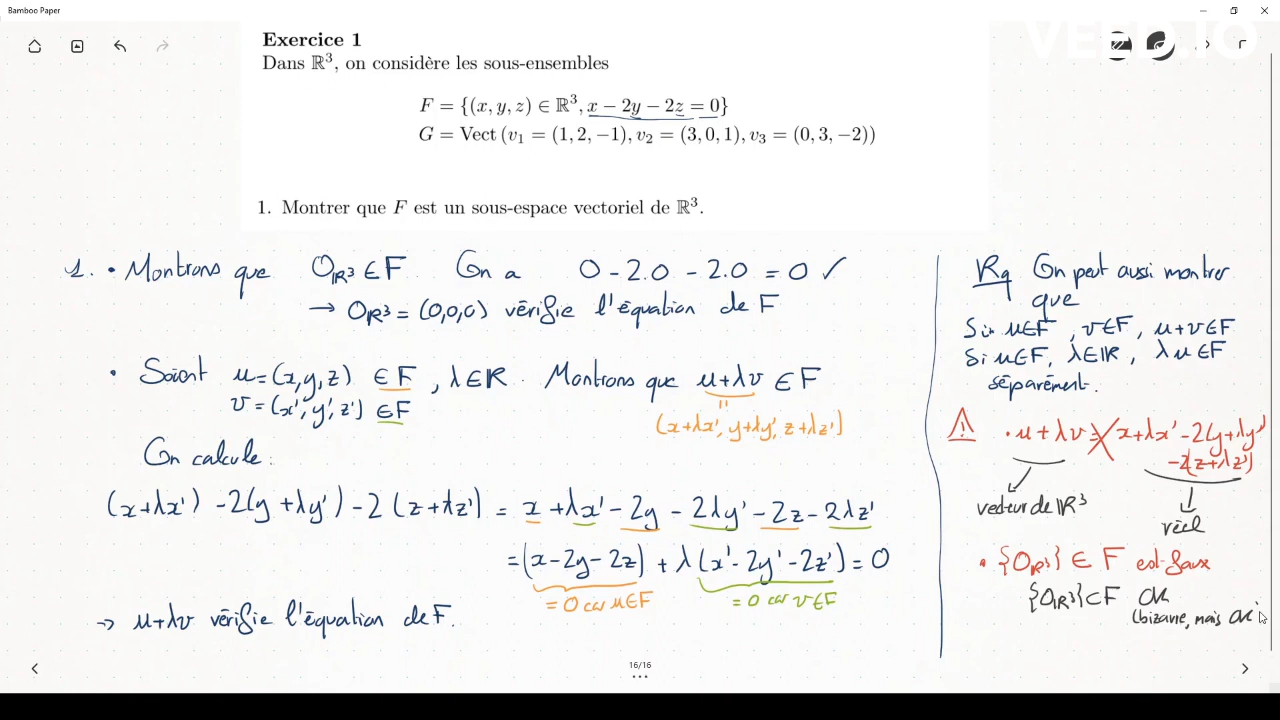 Bamboo Paper
VEED.IO
Exercice 1
Dans ℝ³, on considère les sous-ensembles
F = {(x, y, z) ∈ ℝ³, x − 2y − 2z = 0}
G = Vect (v₁ = (1, 2, −1), v₂ = (3, 0, 1), v₃ = (0, 3, −2))
1. Montrer que F est un sous-espace vectoriel de ℝ³.
1. • Montrons que 0ℝ³ ∈ F On a 0 - 2.0 - 2.0 = 0 ✓
→ 0ℝ³ = (0,0,0) vérifie l'équation de F
• Soient u = (x,y,z) ∈ F, λ∈ℝ. Montrons que u+λv ∈ F
v = (x', y', z') ∈F
"
(x+λx', y+λy', z+λz')
On calcule:
(x+λx') - 2(y+λy') - 2(z+λz') = x + λx' - 2y - 2λy' - 2z - 2λz'
= (x-2y-2z) + λ(x'-2y'-2z') = 0
= 0 car u∈F
= 0 car v∈F
→ u+λv vérifie l'équation de F.
Rq On peut aussi montrer
que
Si u∈F, v∈F, u+v∈F
Si u∈F, λ∈ℝ, λu∈F
séparément.
⚠ • u+λv ≠ x+λx' - 2(y+λy')
-2(z+λz')
vecteur de ℝ³
réel
• {0ℝ³} ∈ F est faux
{0ℝ³}⊂F OK
(bizarre, mais OK
16/16